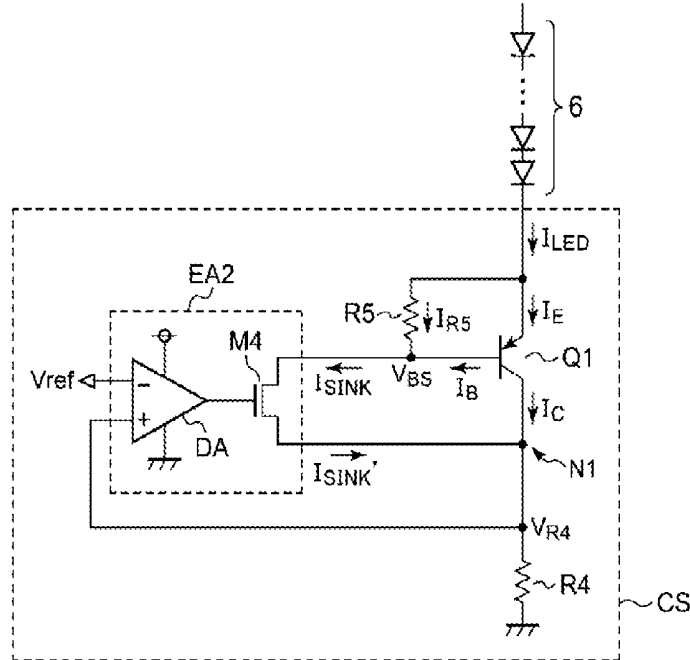 6
I_LED
EA2
R5
I_R5
I_E
M4
Q1
Vref
−
I_SINK
V_BS
I_B
+
I_C
DA
I_SINK'
N1
V_R4
R4
CS